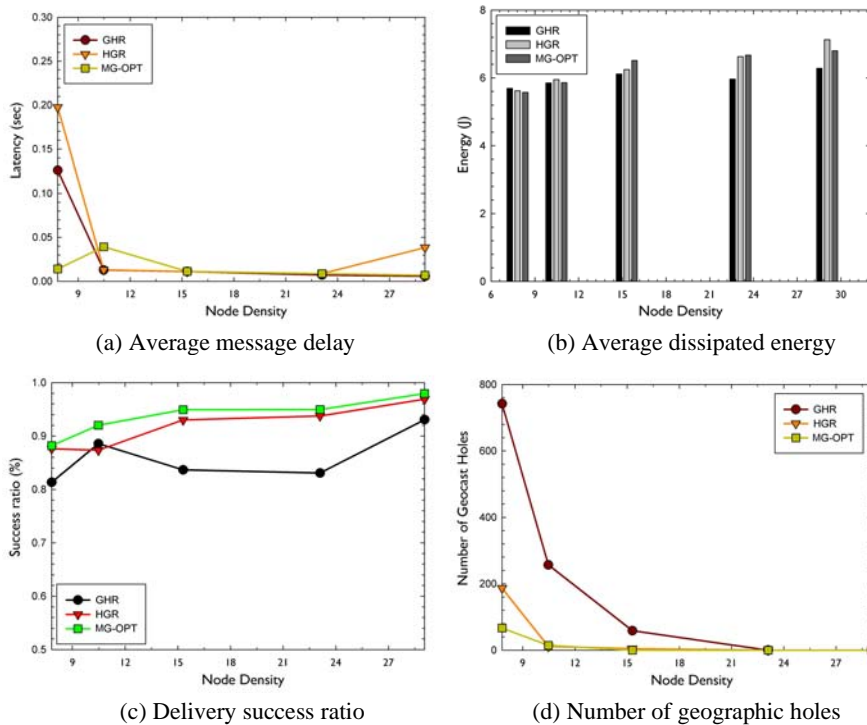 0.30
0.20
0.10
0.05
0.00
Latency (sec)
GHR
HGR
MG-OPT
9
12
15
18
21
24
27
Node Density
(a) Average message delay
8
6
4
2
0
Energy (J)
GHR
HGR
MG-OPT
6
9
12
15
18
21
24
27
30
Node Density
(b) Average dissipated energy
1.0
0.9
0.8
0.7
0.6
0.5
Success ratio (%)
GHR
HGR
MG-OPT
9
12
15
18
21
24
27
Node Density
(c) Delivery success ratio
800
600
400
200
0
Number of Geocast Holes
GHR
HGR
MG-OPT
9
12
15
18
21
24
27
Node Density
(d) Number of geographic holes